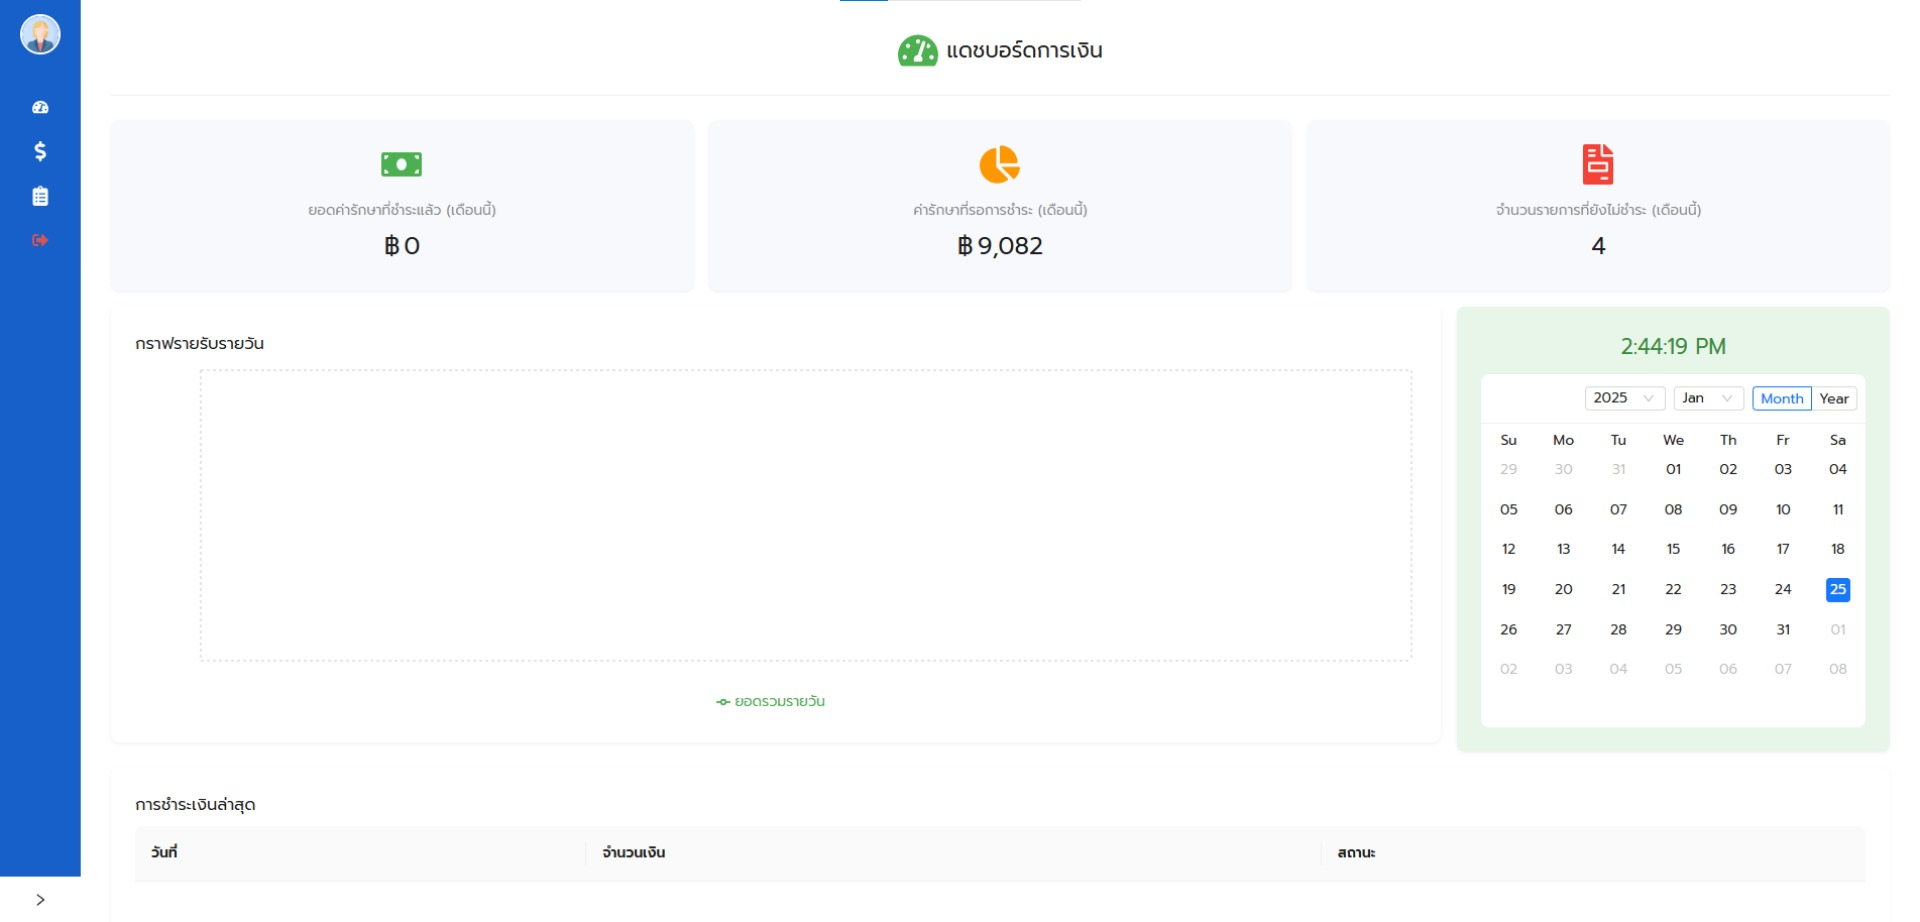 แดชบอร์ดการเงิน
ยอดค่ารักษาที่ชำระแล้ว (เดือนนี้)
฿ 0
ค่ารักษาที่รอการชำระ (เดือนนี้)
฿ 9,082
จำนวนรายการที่ยังไม่ชำระ (เดือนนี้)
4
กราฟรายรับรายวัน
ยอดรวมรายวัน
2:44:19 PM
2025 Jan Month Year
Su Mo Tu We Th Fr Sa
29 30 31 01 02 03 04
05 06 07 08 09 10 11
12 13 14 15 16 17 18
19 20 21 22 23 24 25
26 27 28 29 30 31 01
02 03 04 05 06 07 08
การชำระเงินล่าสุด
วันที่ จำนวนเงิน สถานะ